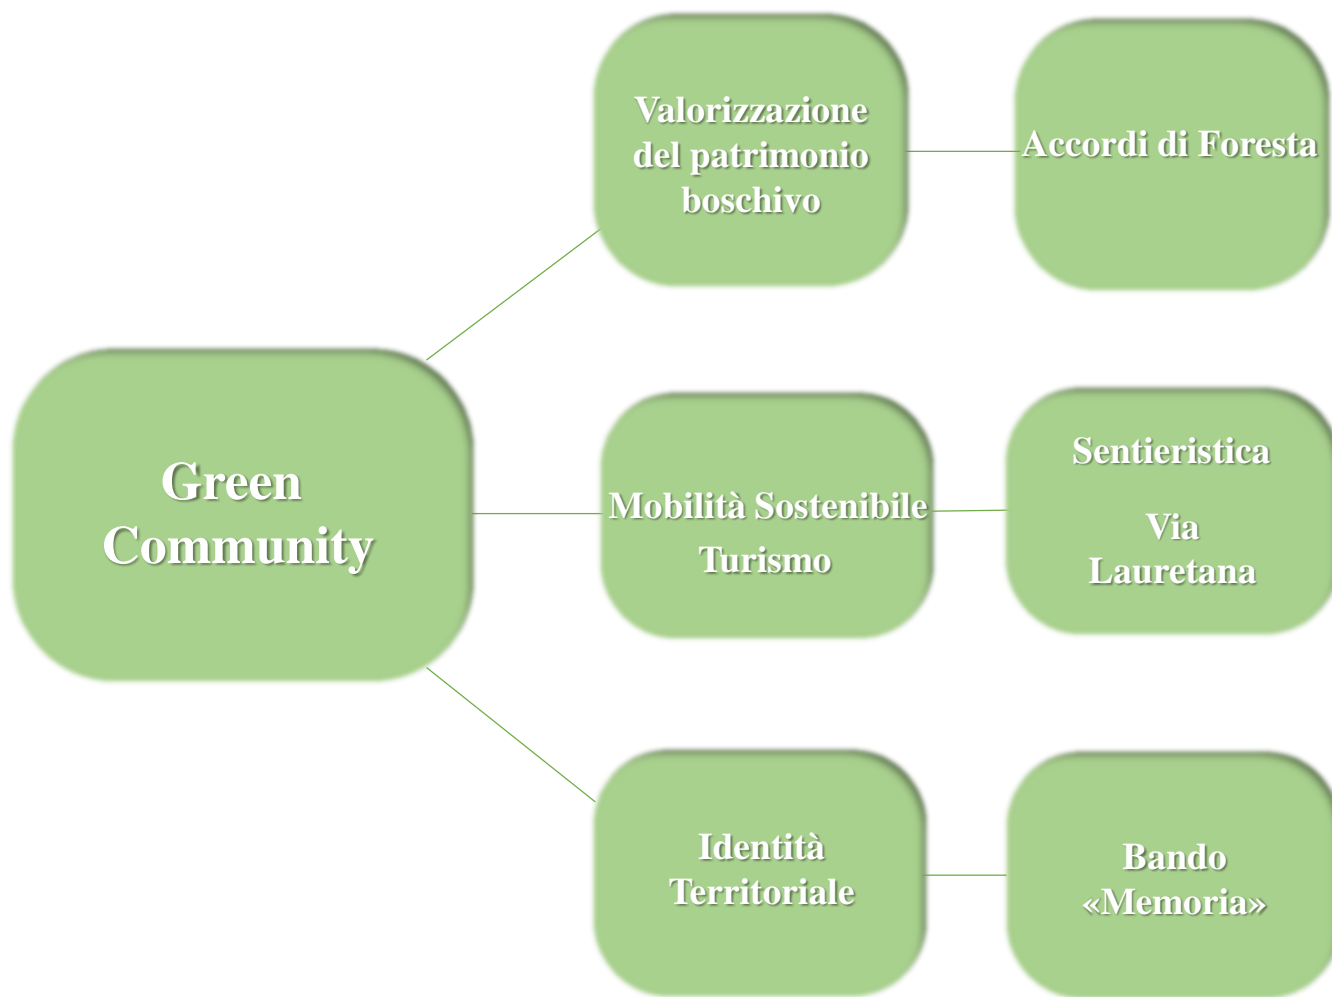 Valorizzazione
del patrimonio
boschivo
Accordi di Foresta
Green
Community
Mobilità Sostenibile
Turismo
Sentieristica
Via
Lauretana
Identità
Territoriale
Bando
«Memoria»